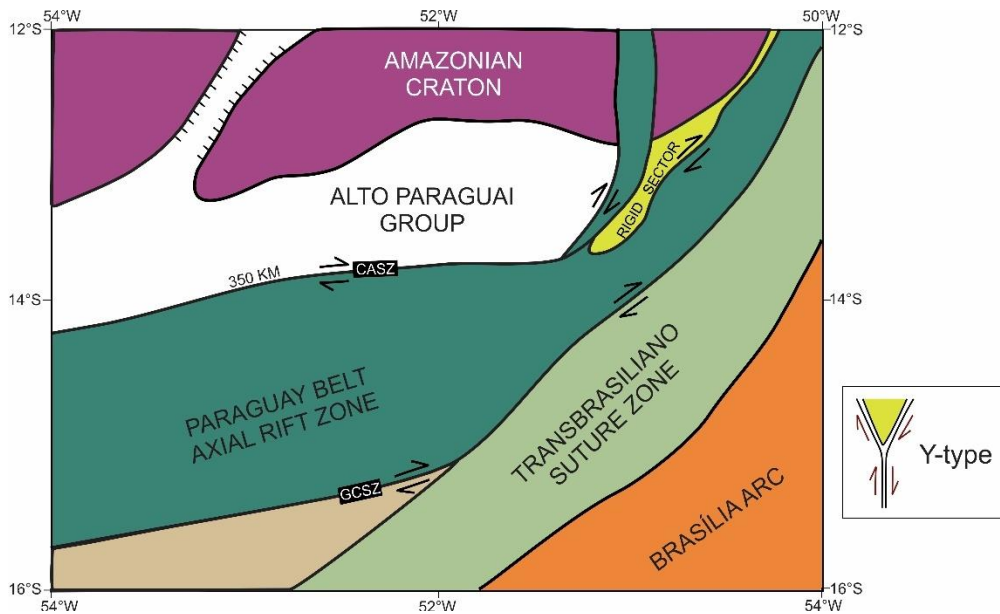 54°W
52°W
50°W
12°S
12°S
AMAZONIAN
CRATON
RIGID SECTOR
ALTO PARAGUAI
GROUP
350 KM
CASZ
14°S
14°S
PARAGUAY BELT
AXIAL RIFT ZONE
TRANSBRASILIANO
SUTURE ZONE
Y-type
GCSZ
BRASÍLIA ARC
16°S
16°S
54°W
52°W
54°W